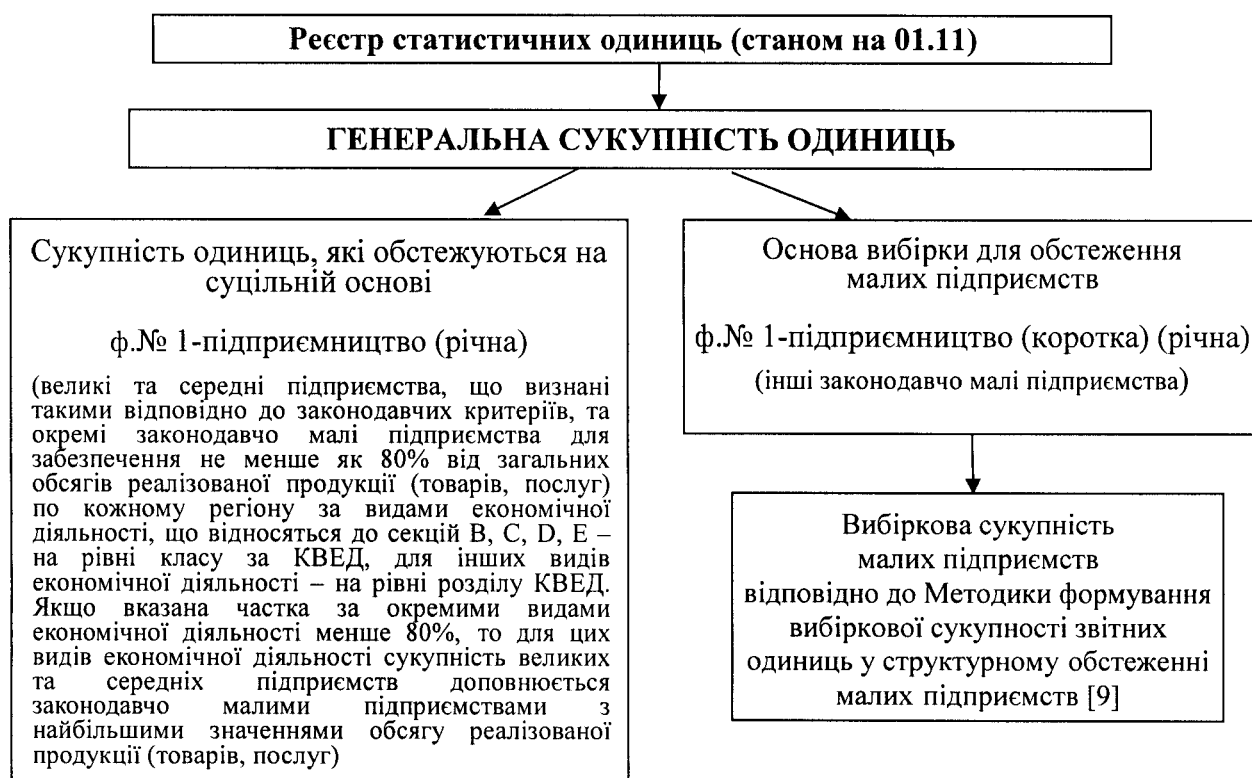 Реєстр статистичних одиниць (станом на 01.11)
ГЕНЕРАЛЬНА СУКУПНІСТЬ ОДИНИЦЬ
Сукупність одиниць, які обстежуються на
суцільній основі
ф.№ 1-підприємництво (річна)
(великі та середні підприємства, що визнані
такими відповідно до законодавчих критеріїв, та
окремі законодавчо малі підприємства для
забезпечення не менше як 80% від загальних
обсягів реалізованої продукції (товарів, послуг)
по кожному регіону за видами економічної
діяльності, що відносяться до секцій B, C, D, E –
на рівні класу за КВЕД, для інших видів
економічної діяльності – на рівні розділу КВЕД.
Якщо вказана частка за окремими видами
економічної діяльності менше 80%, то для цих
видів економічної діяльності сукупність великих
та середніх підприємств доповнюється
законодавчо малими підприємствами з
найбільшими значеннями обсягу реалізованої
продукції (товарів, послуг)
Основа вибірки для обстеження
малих підприємств
ф.№ 1-підприємництво (коротка) (річна)
(інші законодавчо малі підприємства)
Вибіркова сукупність
малих підприємств
відповідно до Методики формування
вибіркової сукупності звітних
одиниць у структурному обстеженні
малих підприємств [9]